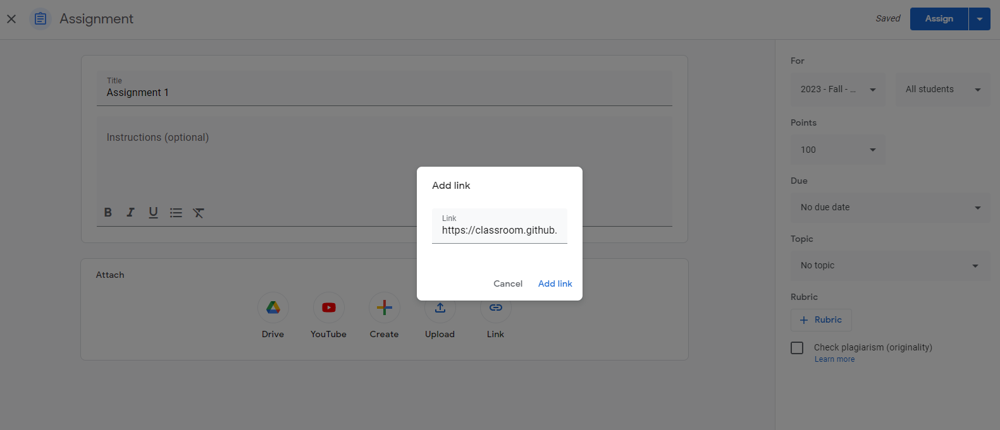 Assignment
Saved
Assign
Title
Assignment 1
Instructions (optional)
B I U
Attach
Drive
YouTube
Create
Upload
Link
Add link
Link
https://classroom.github.
Cancel
Add link
For
2023 - Fall - ...
All students
Points
100
Due
No due date
Topic
No topic
Rubric
+ Rubric
Check plagiarism (originality)
Learn more